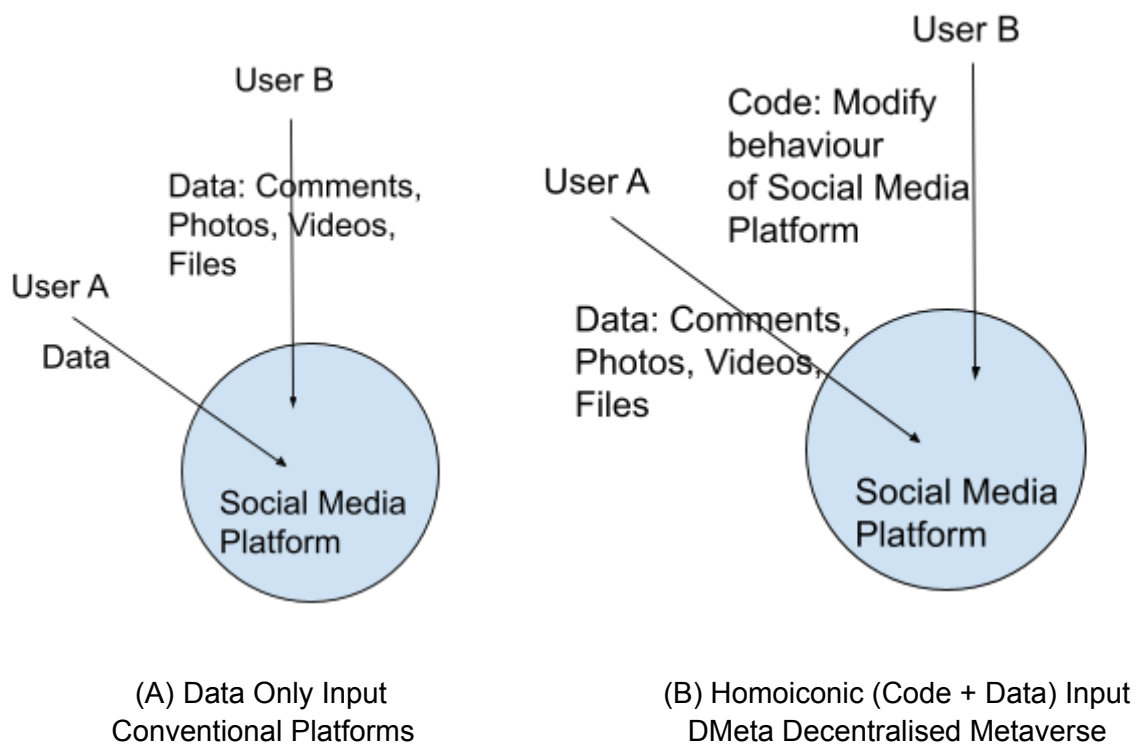 User B
Data: Comments,
Photos, Videos,
Files
User A
Data
Social Media
Platform
(A) Data Only Input
Conventional Platforms
User B
Code: Modify
behaviour
of Social Media
Platform
User A
Data: Comments,
Photos, Videos,
Files
Social Media
Platform
(B) Homoiconic (Code + Data) Input
DMeta Decentralised Metaverse